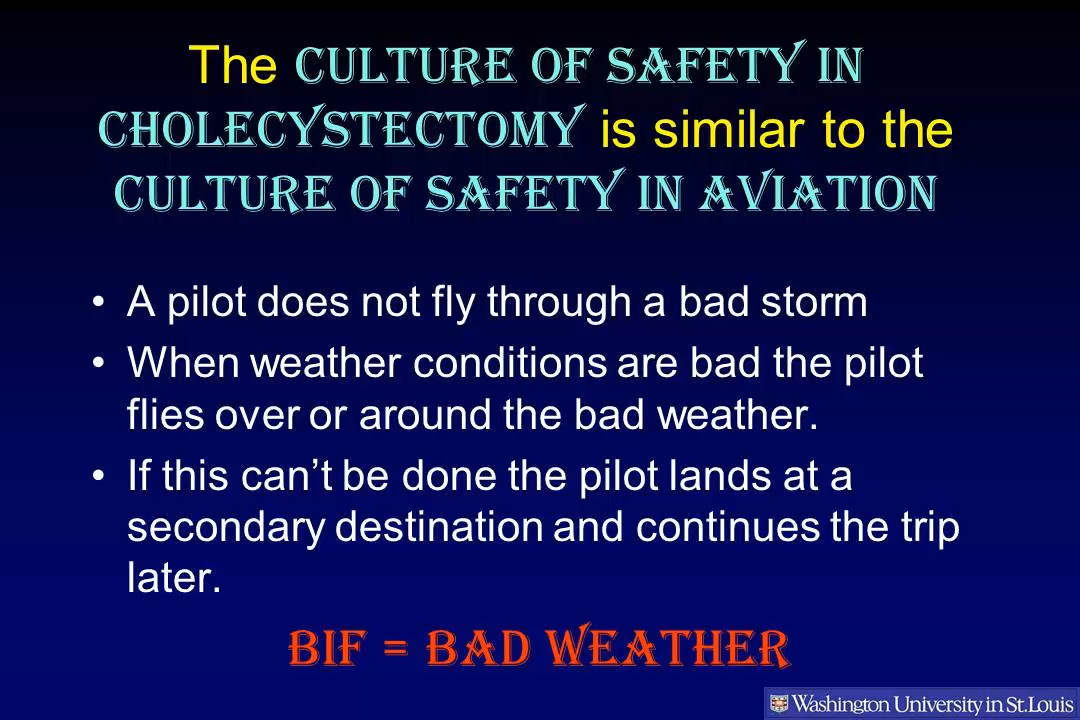 The CULTURE OF SAFETY IN
CHOLECYSTECTOMY is similar to the
CULTURE OF SAFETY IN AVIATION
• A pilot does not fly through a bad storm
• When weather conditions are bad the pilot
flies over or around the bad weather.
• If this can’t be done the pilot lands at a
secondary destination and continues the trip
later.
BIF = BAD WEATHER
Washington University in St.Louis